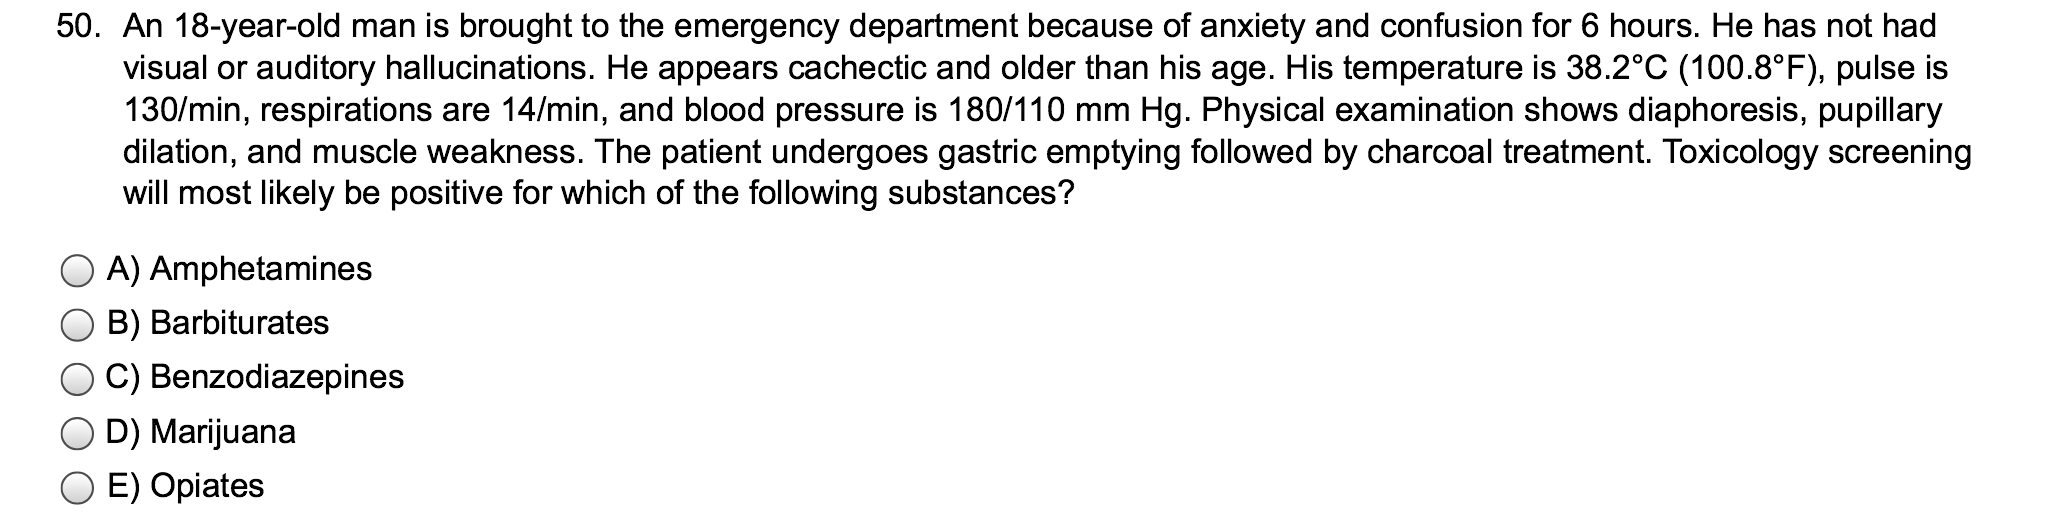 50. An 18-year-old man is brought to the emergency department because of anxiety and confusion for 6 hours. He has not had
visual or auditory hallucinations. He appears cachectic and older than his age. His temperature is 38.2°C (100.8°F), pulse is
130/min, respirations are 14/min, and blood pressure is 180/110 mm Hg. Physical examination shows diaphoresis, pupillary
dilation, and muscle weakness. The patient undergoes gastric emptying followed by charcoal treatment. Toxicology screening
will most likely be positive for which of the following substances?
A) Amphetamines
B) Barbiturates
C) Benzodiazepines
D) Marijuana
E) Opiates